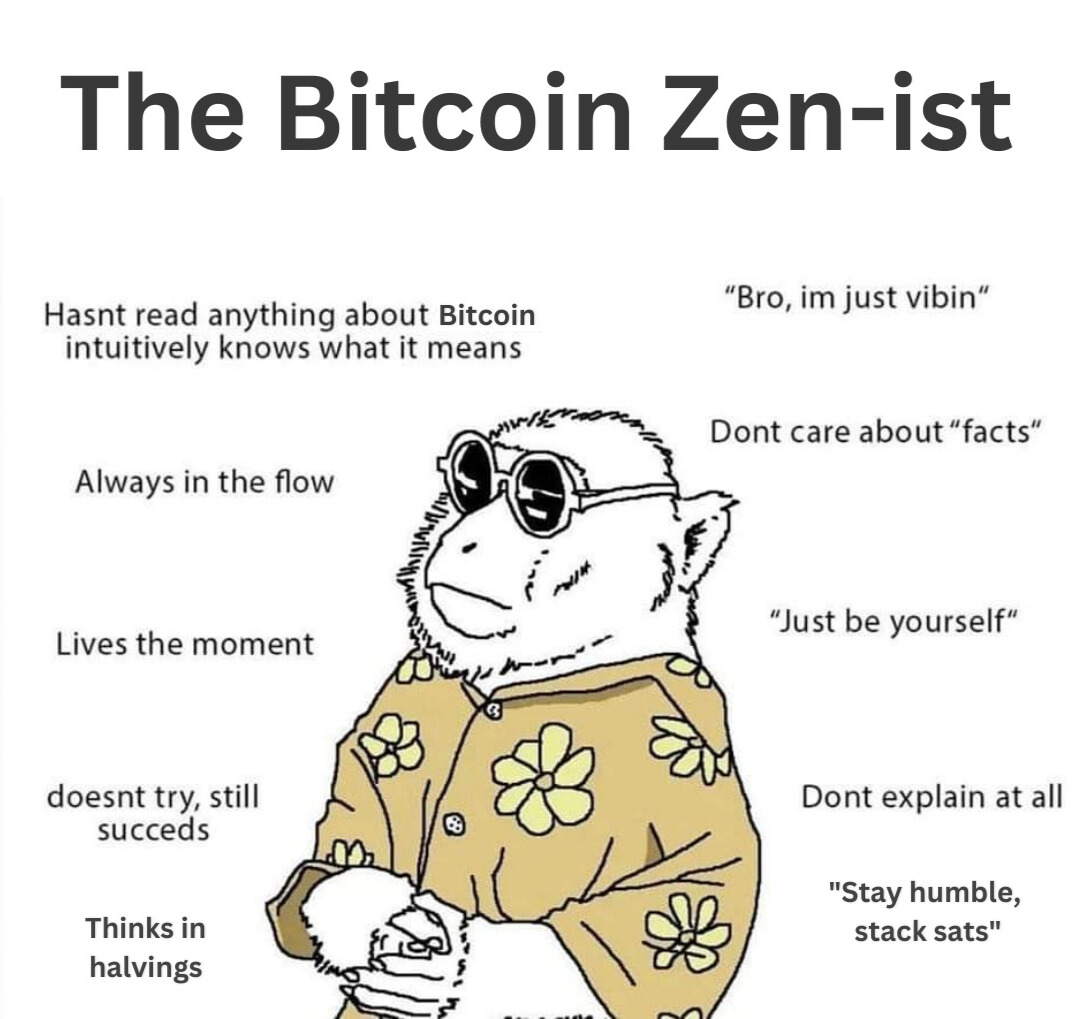 The Bitcoin Zen-ist
Hasnt read anything about Bitcoin
intuitively knows what it means
"Bro, im just vibin"
Dont care about "facts"
Always in the flow
"Just be yourself"
Lives the moment
doesnt try, still
succeds
Dont explain at all
"Stay humble,
stack sats"
Thinks in
halvings